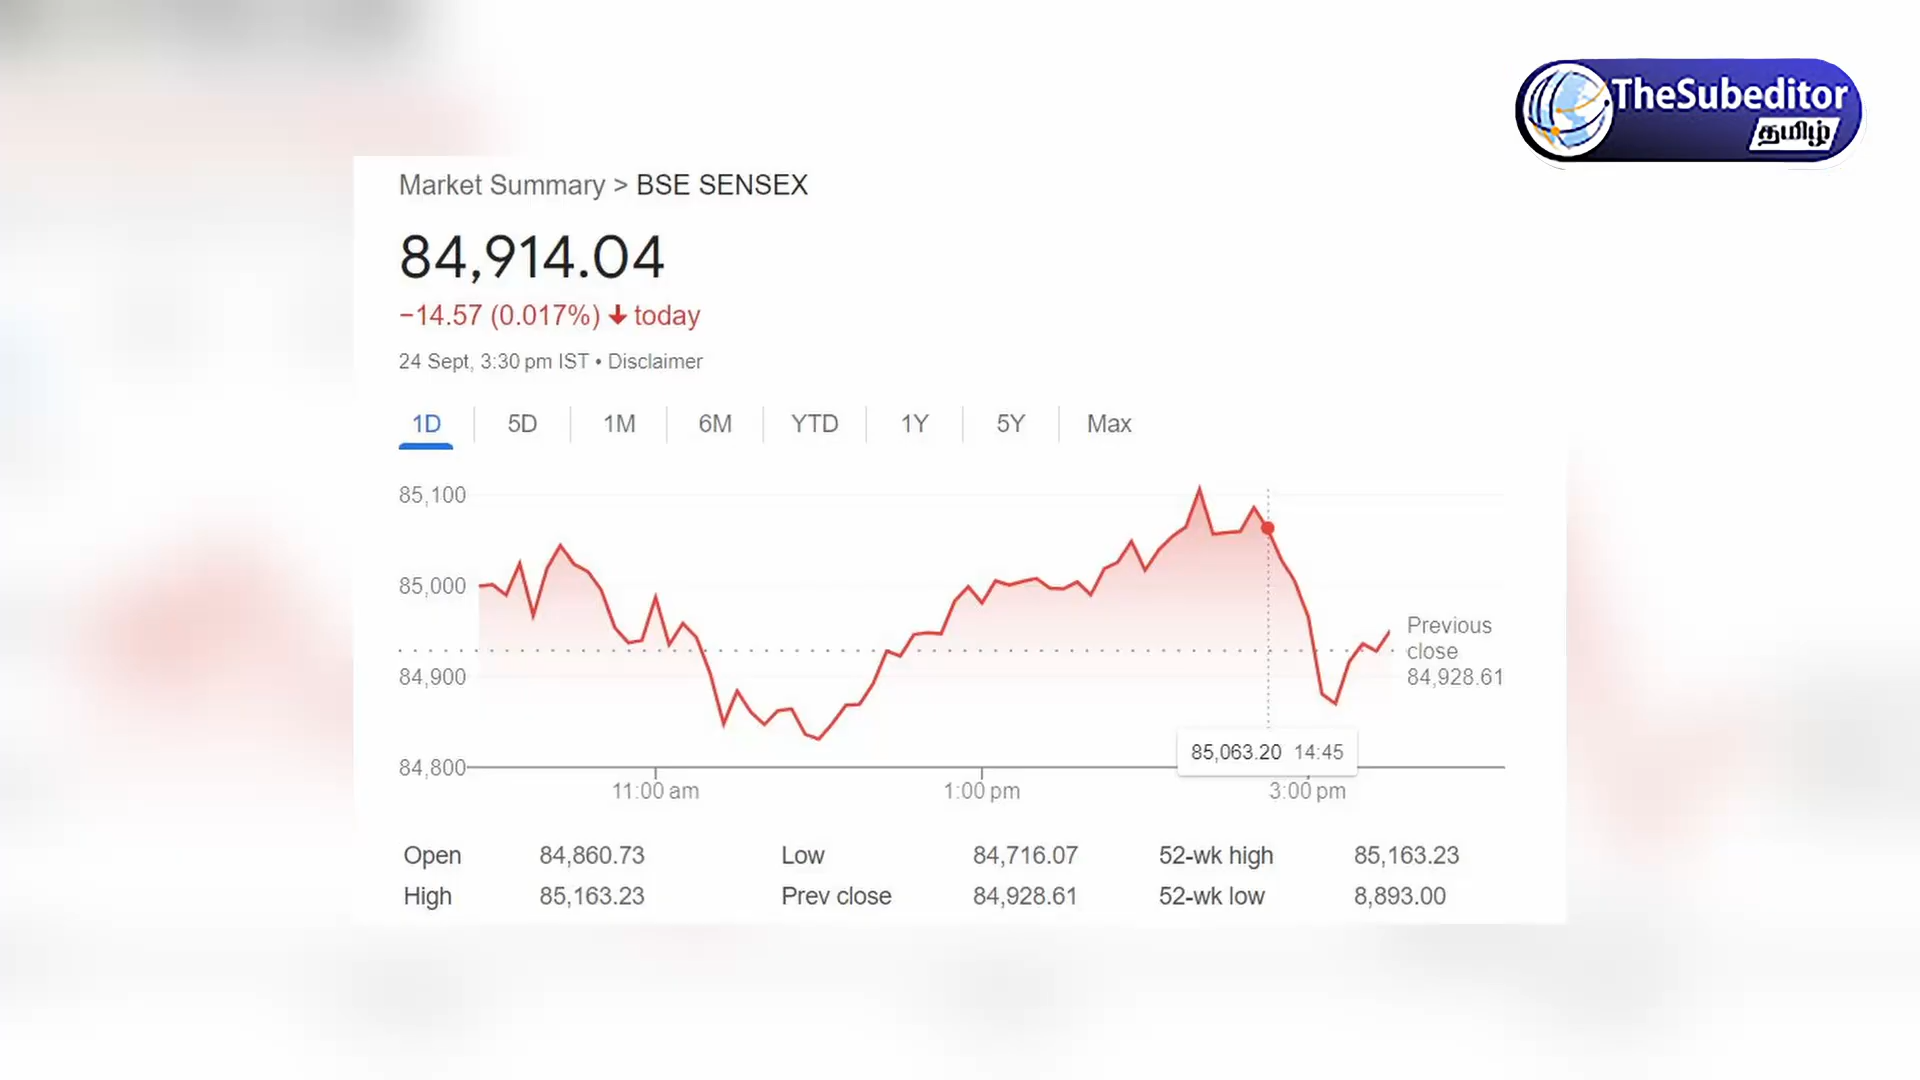 TheSubeditor
தமிழ்
Market Summary > BSE SENSEX
84,914.04
−14.57 (0.017%) ↓ today
24 Sept, 3:30 pm IST • Disclaimer
1D 5D 1M 6M YTD 1Y 5Y Max
85,100
85,000
84,900
84,800
Previous
close
84,928.61
85,063.20 14:45
11:00 am 1:00 pm 3:00 pm
Open 84,860.73 Low 84,716.07 52-wk high 85,163.23
High 85,163.23 Prev close 84,928.61 52-wk low 8,893.00